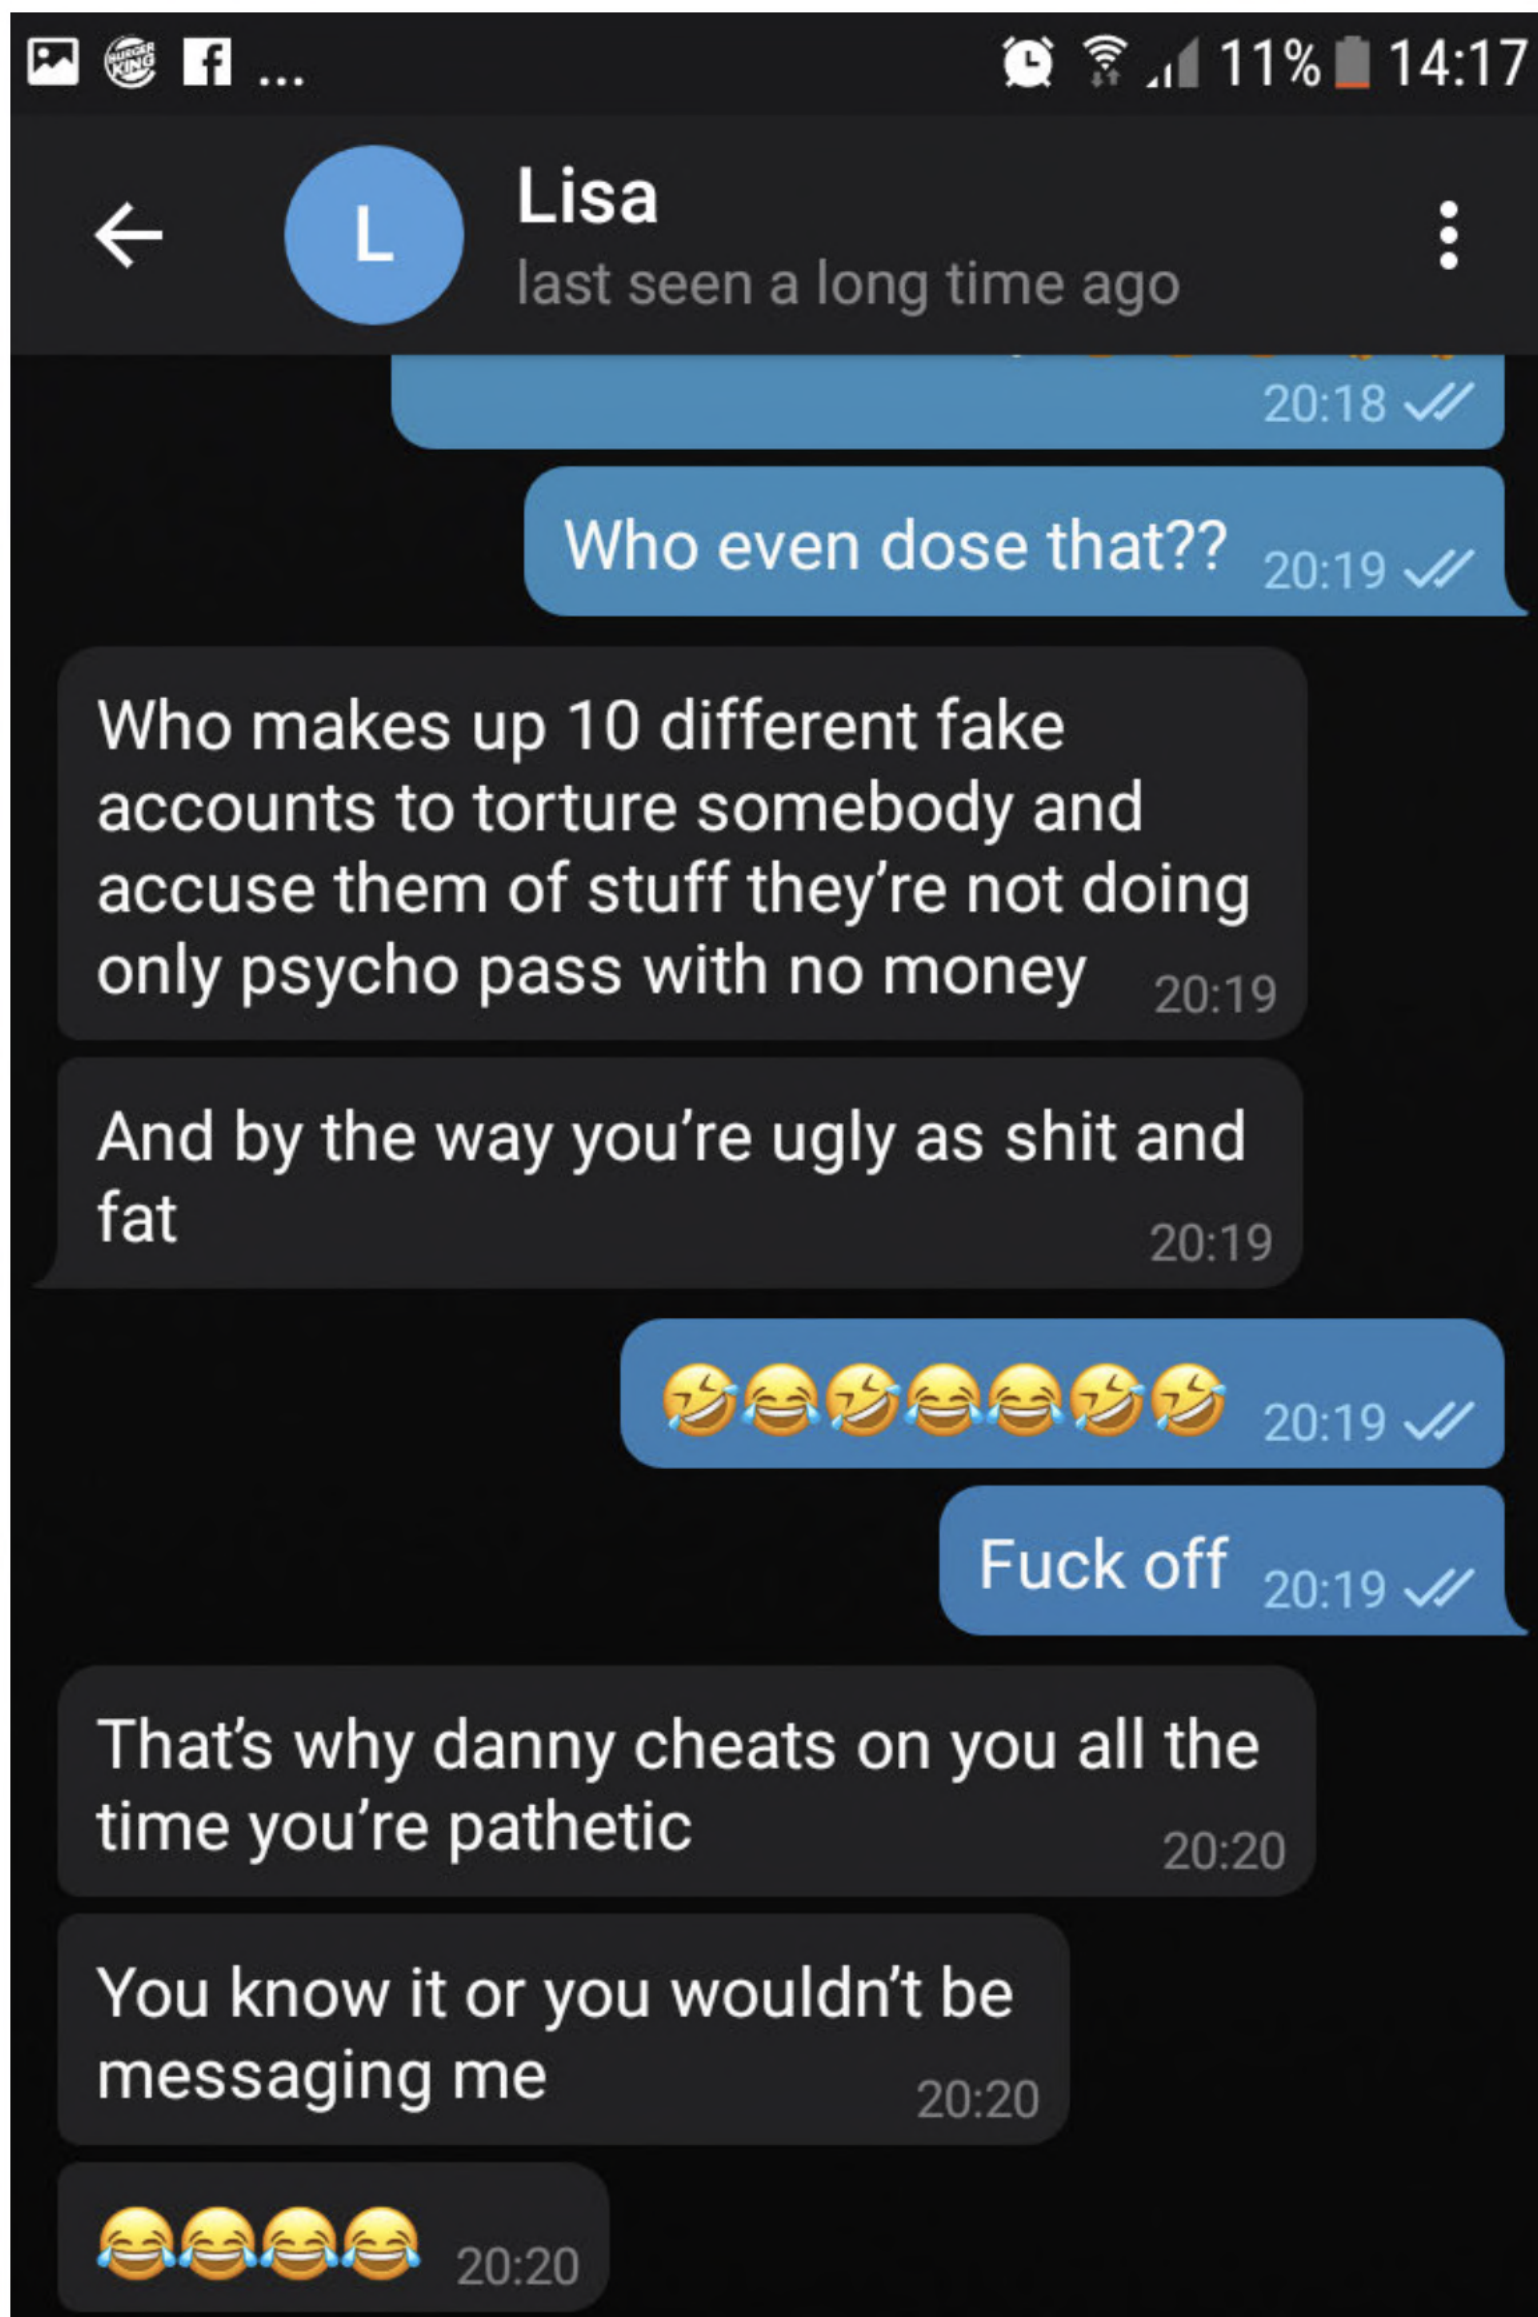 BURGER
KING
f ...
11% 14:17
L
Lisa
last seen a long time ago
20:18
Who even dose that?? 20:19
Who makes up 10 different fake
accounts to torture somebody and
accuse them of stuff they’re not doing
only psycho pass with no money 20:19
And by the way you’re ugly as shit and
fat 20:19
🤣😂🤣😂😂🤣🤣 20:19
Fuck off 20:19
That’s why danny cheats on you all the
time you’re pathetic 20:20
You know it or you wouldn’t be
messaging me 20:20
😂😂😂😂 20:20